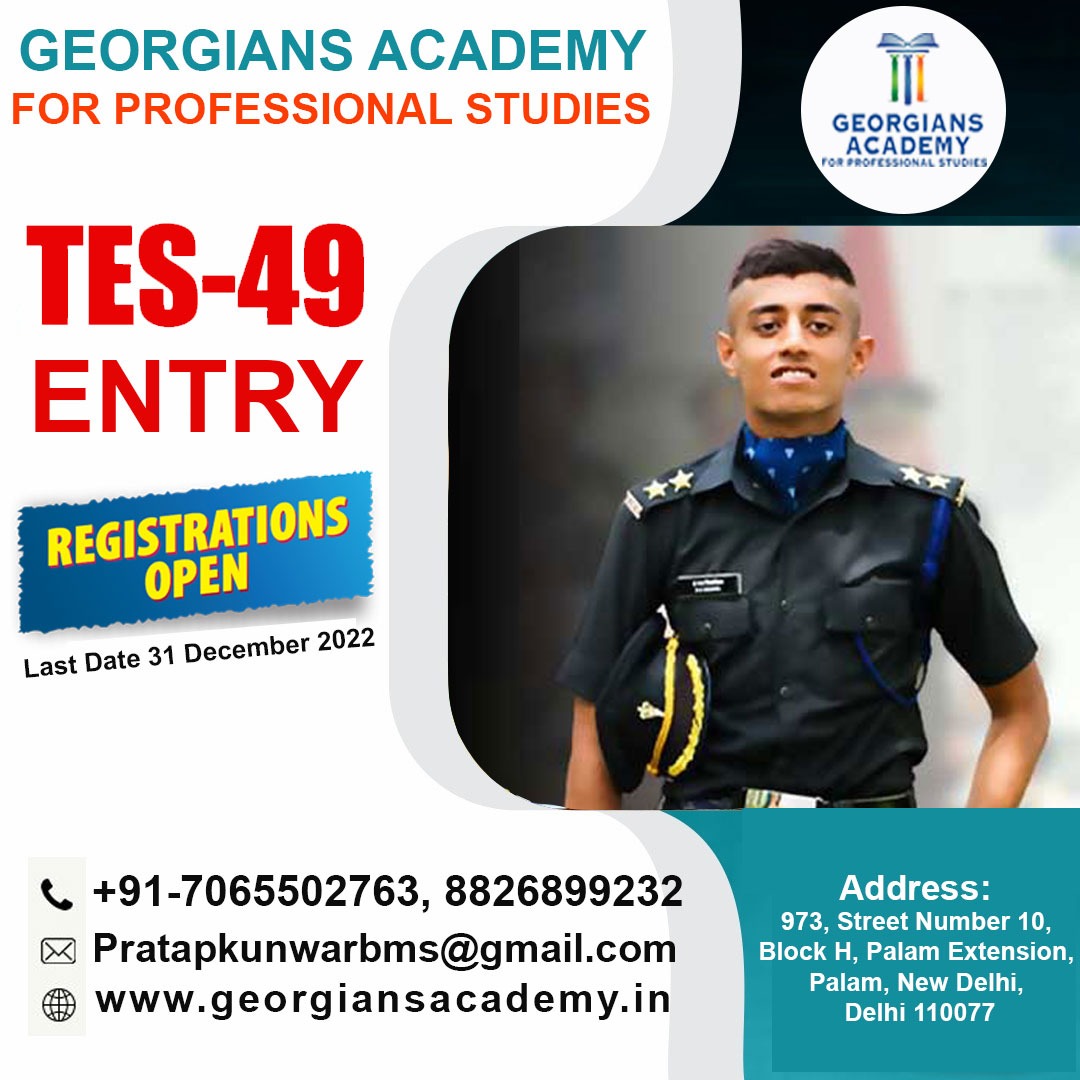 GEORGIANS ACADEMY
FOR PROFESSIONAL STUDIES
GEORGIANS
ACADEMY
FOR PROFESSIONAL STUDIES
TES-49
ENTRY
REGISTRATIONS
OPEN
Last Date 31 December 2022
+91-7065502763, 8826899232
Pratapkunwarbms@gmail.com
www.georgiansacademy.in
Address:
973, Street Number 10,
Block H, Palam Extension,
Palam, New Delhi,
Delhi 110077